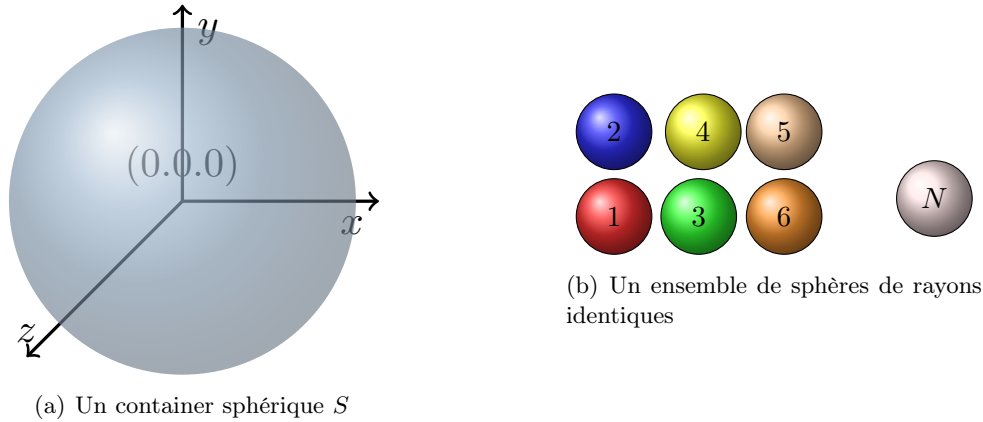 y
(0.0.0)
x
z
(a) Un container sphérique S
2 4 5
1 3 6
N
(b) Un ensemble de sphères de rayons
identiques